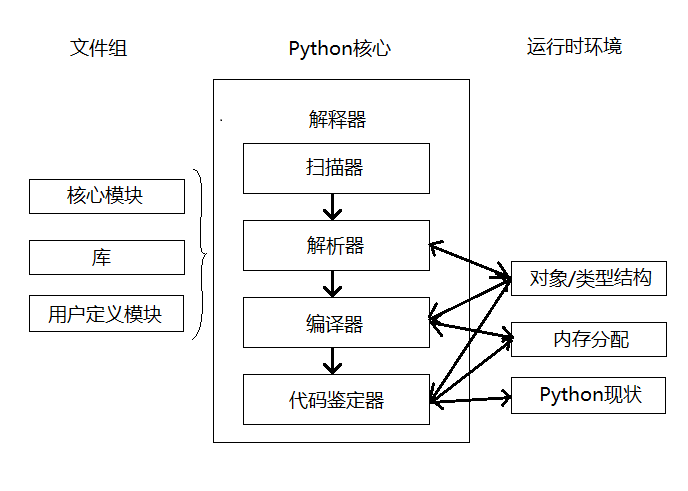 文件组
Python核心
运行时环境
解释器
扫描器
核心模块
解析器
库
对象/类型结构
用户定义模块
编译器
内存分配
代码鉴定器
Python现状